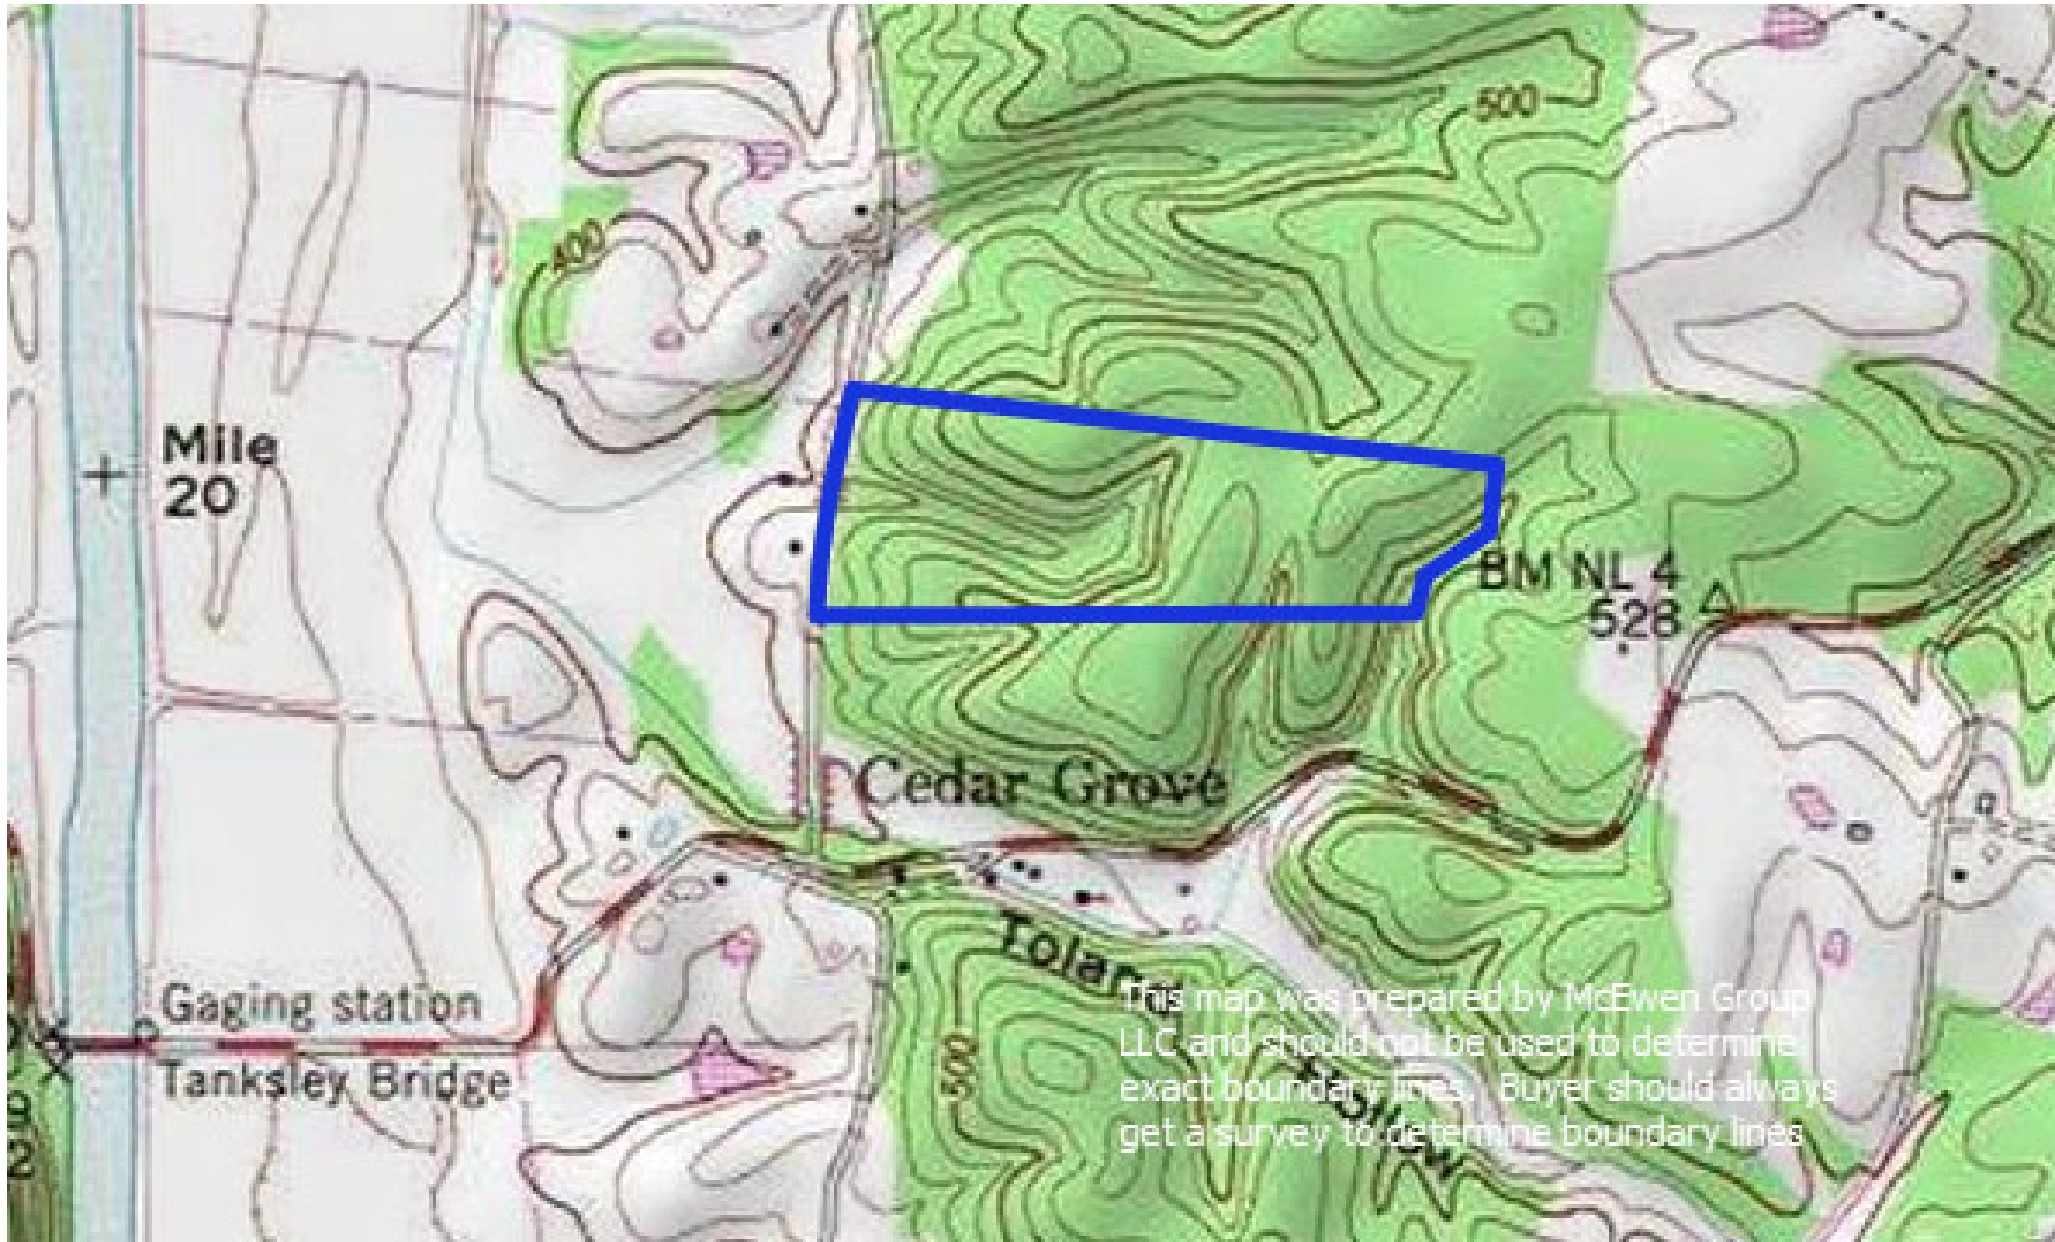 500
400
Mile
20
BM NL 4
528
Cedar Grove
Toland
Hollow
Gaging station
Tanksley Bridge
500
This map was prepared by McEwen Group
LLC and should not be used to determine
exact boundary lines. Buyer should always
get a survey to determine boundary lines